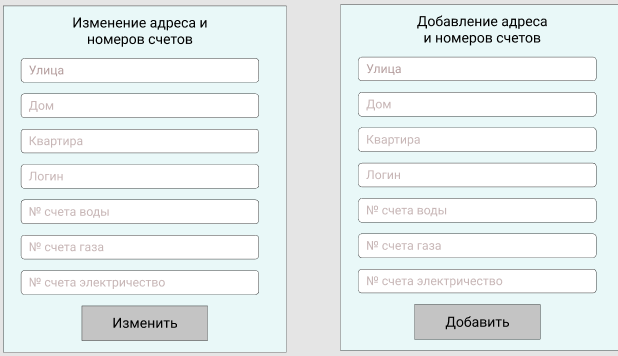 Изменение адреса и
номеров счетов
Улица
Дом
Квартира
Логин
№ счета воды
№ счета газа
№ счета электричество
Изменить
Добавление адреса
и номеров счетов
Улица
Дом
Квартира
Логин
№ счета воды
№ счета газа
№ счета электричество
Добавить